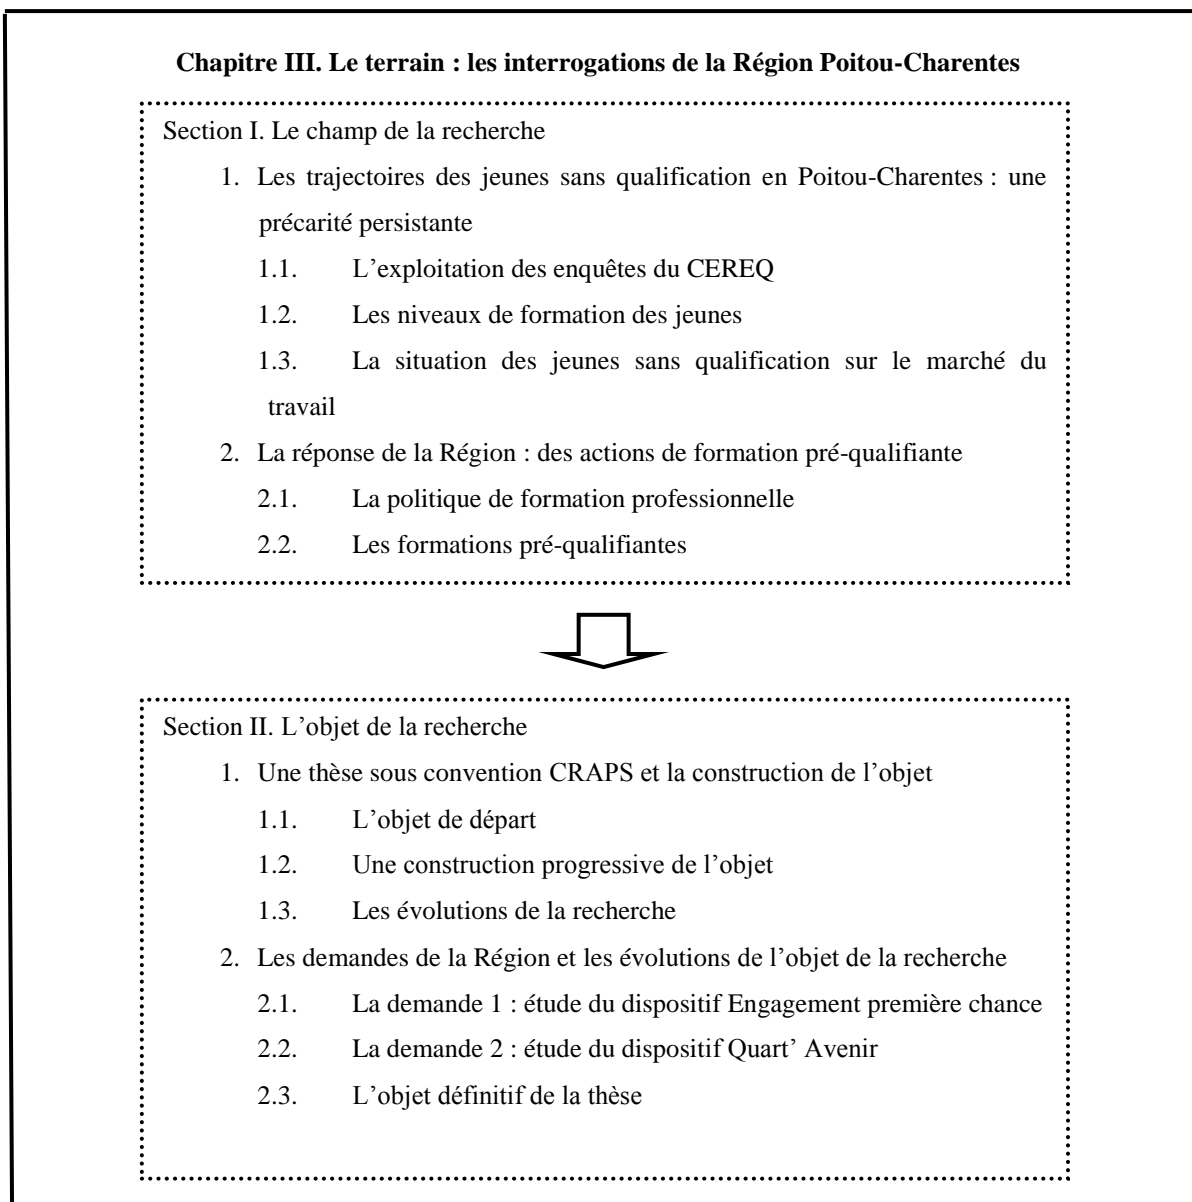 Chapitre III. Le terrain : les interrogations de la Région Poitou-Charentes
Section I. Le champ de la recherche
1. Les trajectoires des jeunes sans qualification en Poitou-Charentes : une
précarité persistante
1.1. L’exploitation des enquêtes du CEREQ
1.2. Les niveaux de formation des jeunes
1.3. La situation des jeunes sans qualification sur le marché du
travail
2. La réponse de la Région : des actions de formation pré-qualifiante
2.1. La politique de formation professionnelle
2.2. Les formations pré-qualifiantes
Section II. L’objet de la recherche
1. Une thèse sous convention CRAPS et la construction de l’objet
1.1. L’objet de départ
1.2. Une construction progressive de l’objet
1.3. Les évolutions de la recherche
2. Les demandes de la Région et les évolutions de l’objet de la recherche
2.1. La demande 1 : étude du dispositif Engagement première chance
2.2. La demande 2 : étude du dispositif Quart’ Avenir
2.3. L’objet définitif de la thèse